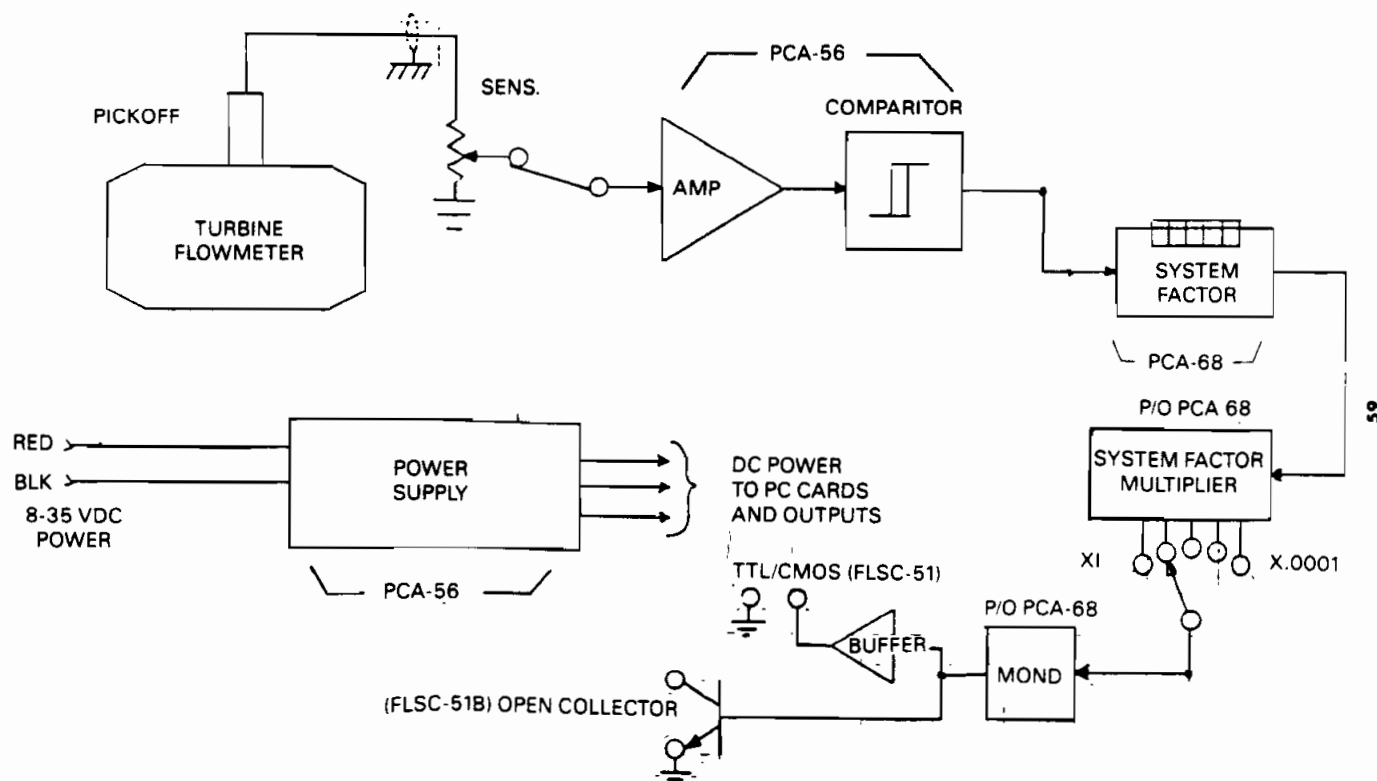 PCA-56
PICKOFF
SENS.
COMPARITOR
AMP
TURBINE
FLOWMETER
SYSTEM
FACTOR
PCA-68
P/O PCA 68
SYSTEM FACTOR
MULTIPLIER
XI
X.0001
59
RED
BLK
8-35 VDC
POWER
POWER
SUPPLY
PCA-56
DC POWER
TO PC CARDS
AND OUTPUTS
TTL/CMOS (FLSC-51)
BUFFER
P/O PCA-68
MOND
(FLSC-51B) OPEN COLLECTOR